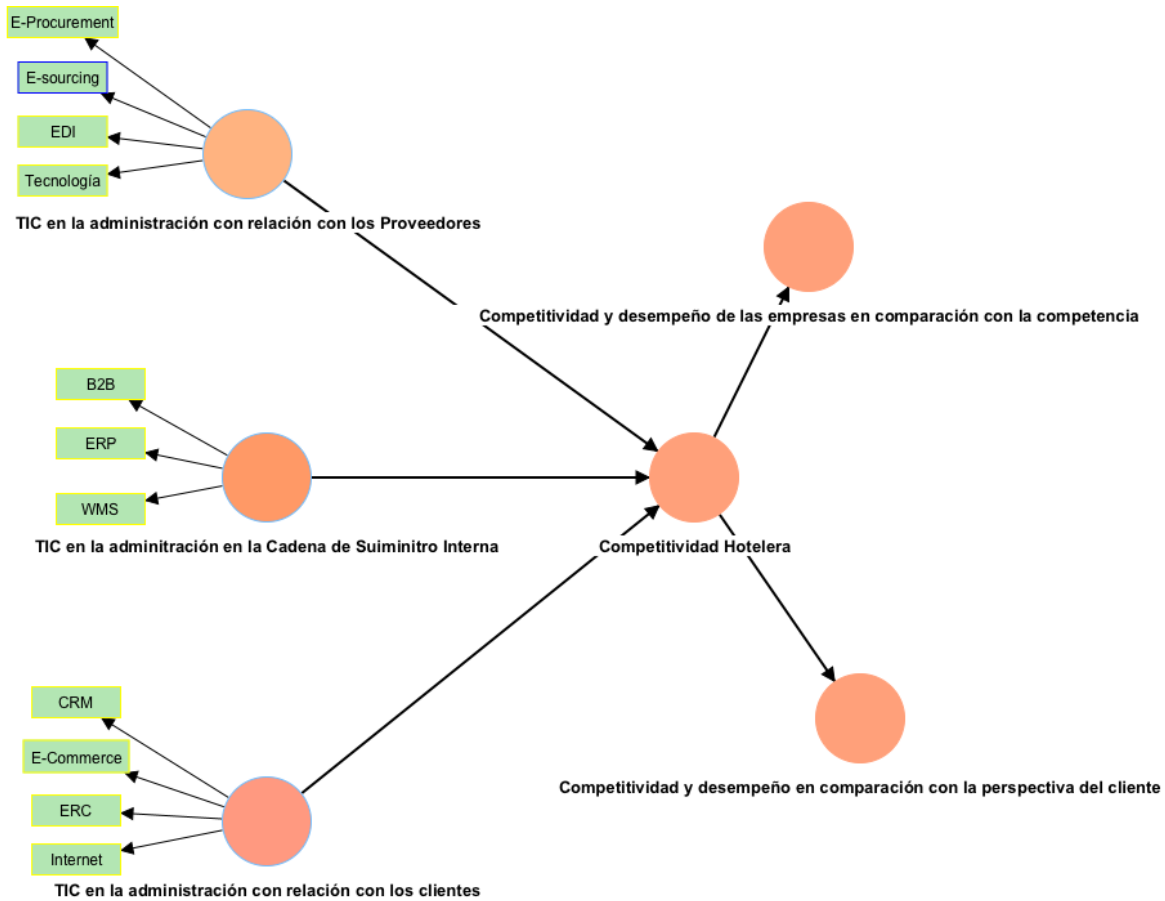 E-Procurement
E-sourcing
EDI
Tecnología
TIC en la administración con relación con los Proveedores
Competitividad y desempeño de las empresas en comparación con la competencia
B2B
ERP
WMS
TIC en la adminitración en la Cadena de Suiminitro Interna
Competitividad Hotelera
CRM
E-Commerce
ERC
Internet
Competitividad y desempeño en comparación con la perspectiva del cliente
TIC en la administración con relación con los clientes